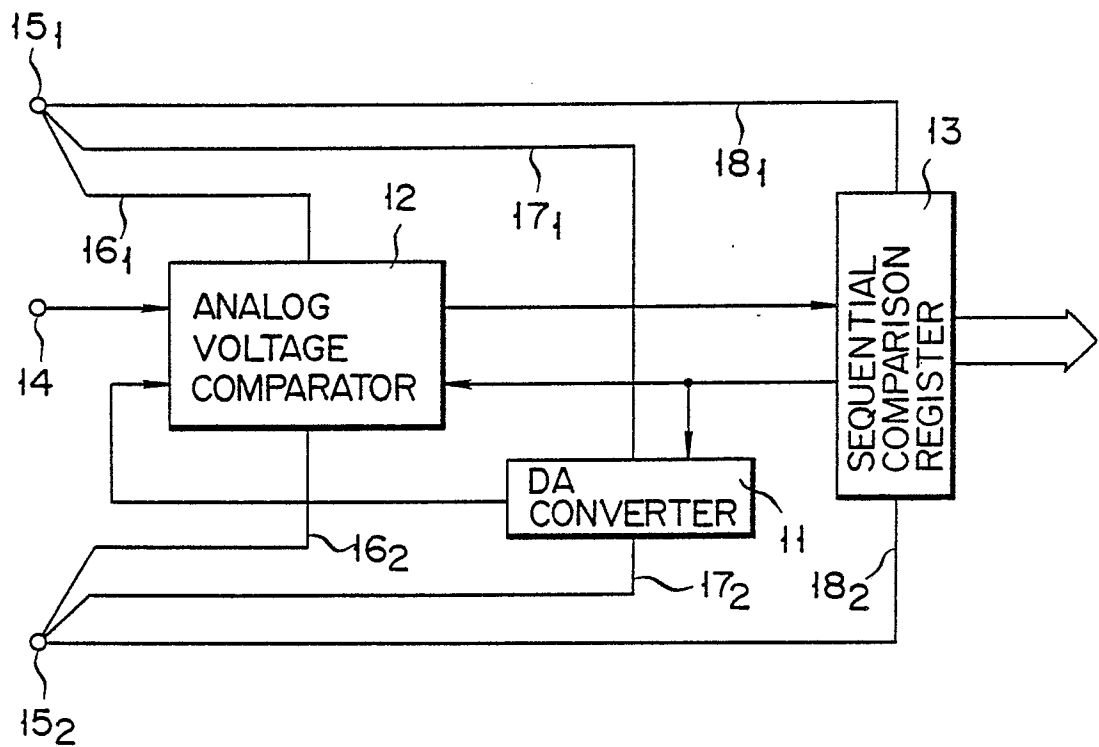 15₁
18₁
13
17₁
12
16₁
ANALOG
VOLTAGE
COMPARATOR
14
SEQUENTIAL
COMPARISON
REGISTER
DA
CONVERTER
11
16₂
17₂
18₂
15₂